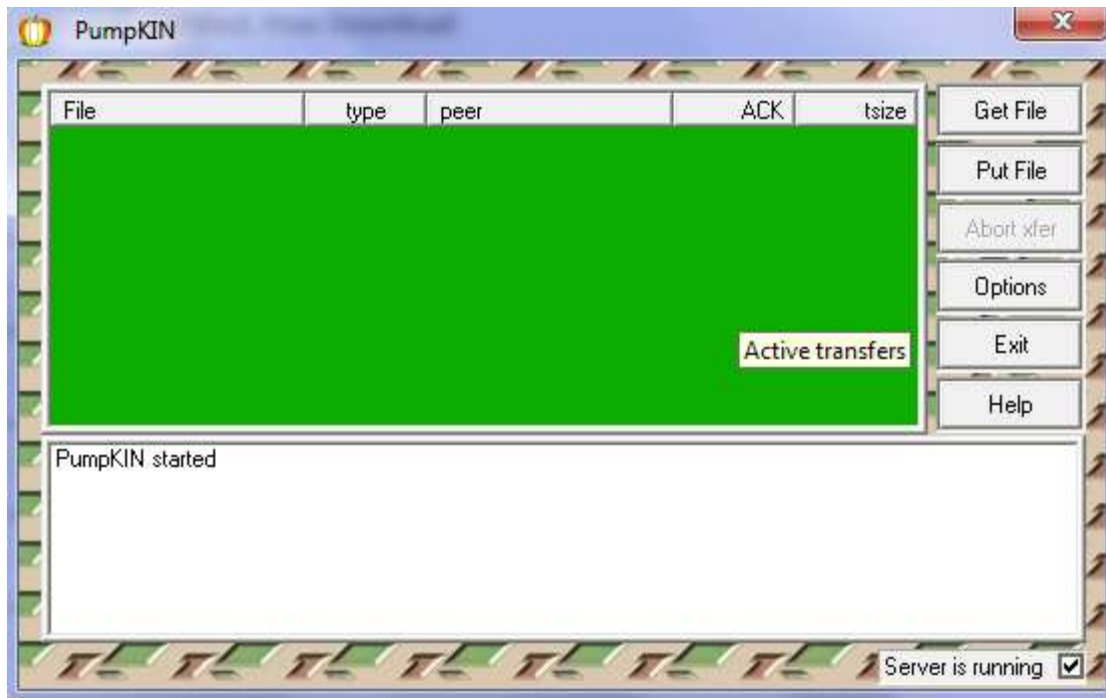 PumpKIN
File type peer ACK tsize
Get File
Put File
Abort xfer
Options
Active transfers
Exit
Help
PumpKIN started
Server is running